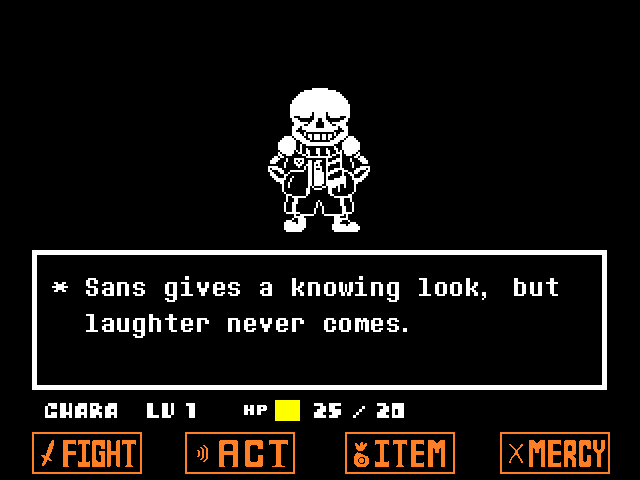 * Sans gives a knowing look, but
laughter never comes.
CHARA LV 1 HP 25 / 20
FIGHT ACT ITEM MERCY